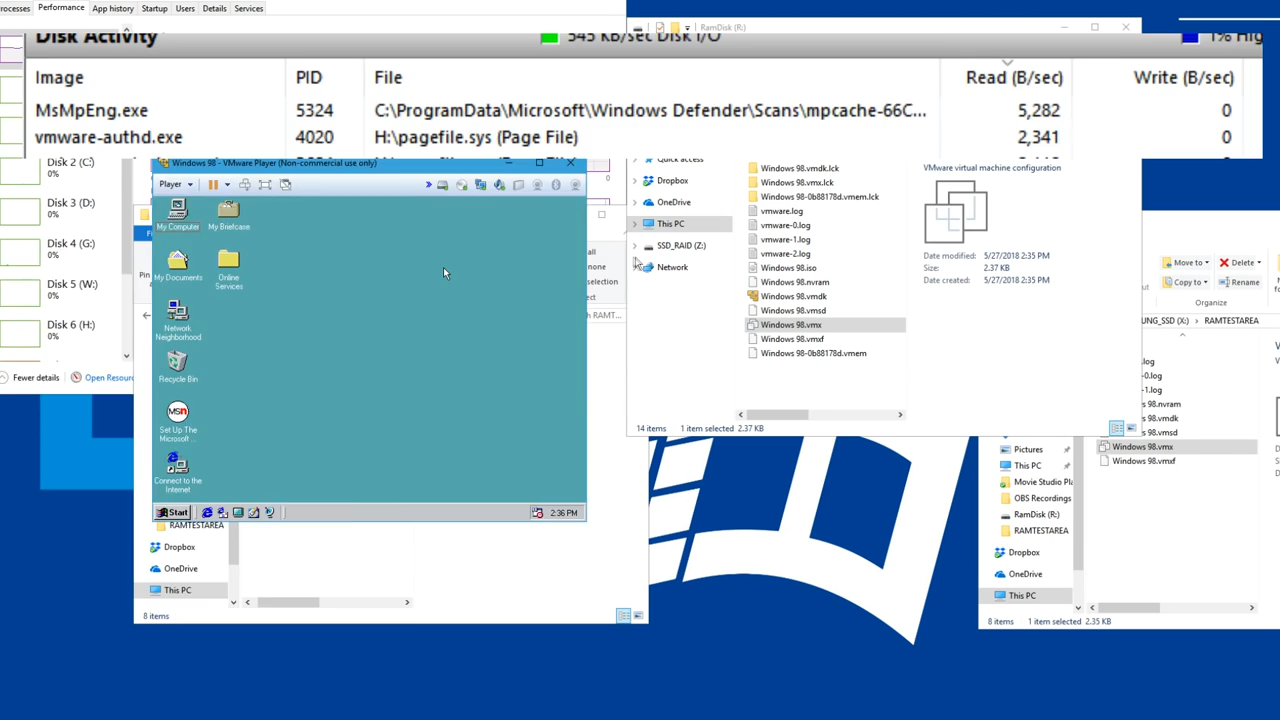 Performance
App history
Startup
Users
Details
Services
RamDisk (R:)
Disk Activity
545 KB/sec Disk I/O
Image PID File Read (B/sec) Write (B/sec)
MsMpEng.exe 5324 C:\ProgramData\Microsoft\Windows Defender\Scans\mpcache-66C... 5,282 0
vmware-authd.exe 4020 H:\pagefile.sys (Page File) 2,341 0
Disk 2 (C:)
0%
Disk 3 (D:)
0%
Disk 4 (G:)
0%
Disk 5 (W:)
0%
Disk 6 (H:)
0%
Fewer details
Windows 98 - VMware Player (Non-commercial use only)
Player
My Computer
My Briefcase
My Documents
Online Services
Network Neighborhood
Recycle Bin
MSN
Set Up The Microsoft ...
Connect to the Internet
Start
2:36 PM
RAMTESTAREA
Dropbox
OneDrive
This PC
8 items
Quick access
Dropbox
OneDrive
This PC
SSD_RAID (Z:)
Network
Windows 98.vmdk.lck
Windows 98.vmx.lck
Windows 98-0b88178d.vmem.lck
vmware.log
vmware-0.log
vmware-1.log
vmware-2.log
Windows 98.iso
Windows 98.nvram
Windows 98.vmdk
Windows 98.vmsd
Windows 98.vmx
Windows 98.vmxf
Windows 98-0b88178d.vmem
VMware virtual machine configuration
Date modified: 5/27/2018 2:35 PM
Size: 2.37 KB
Date created: 5/27/2018 2:35 PM
14 items 1 item selected 2.37 KB
Move to
Delete
Copy to
Rename
Organize
RAMTESTAREA
Windows 98.vmx
Windows 98.vmxf
Pictures
This PC
OBS Recordings
RamDisk (R:)
RAMTESTAREA
Dropbox
OneDrive
This PC
8 items 1 item selected 2.35 KB